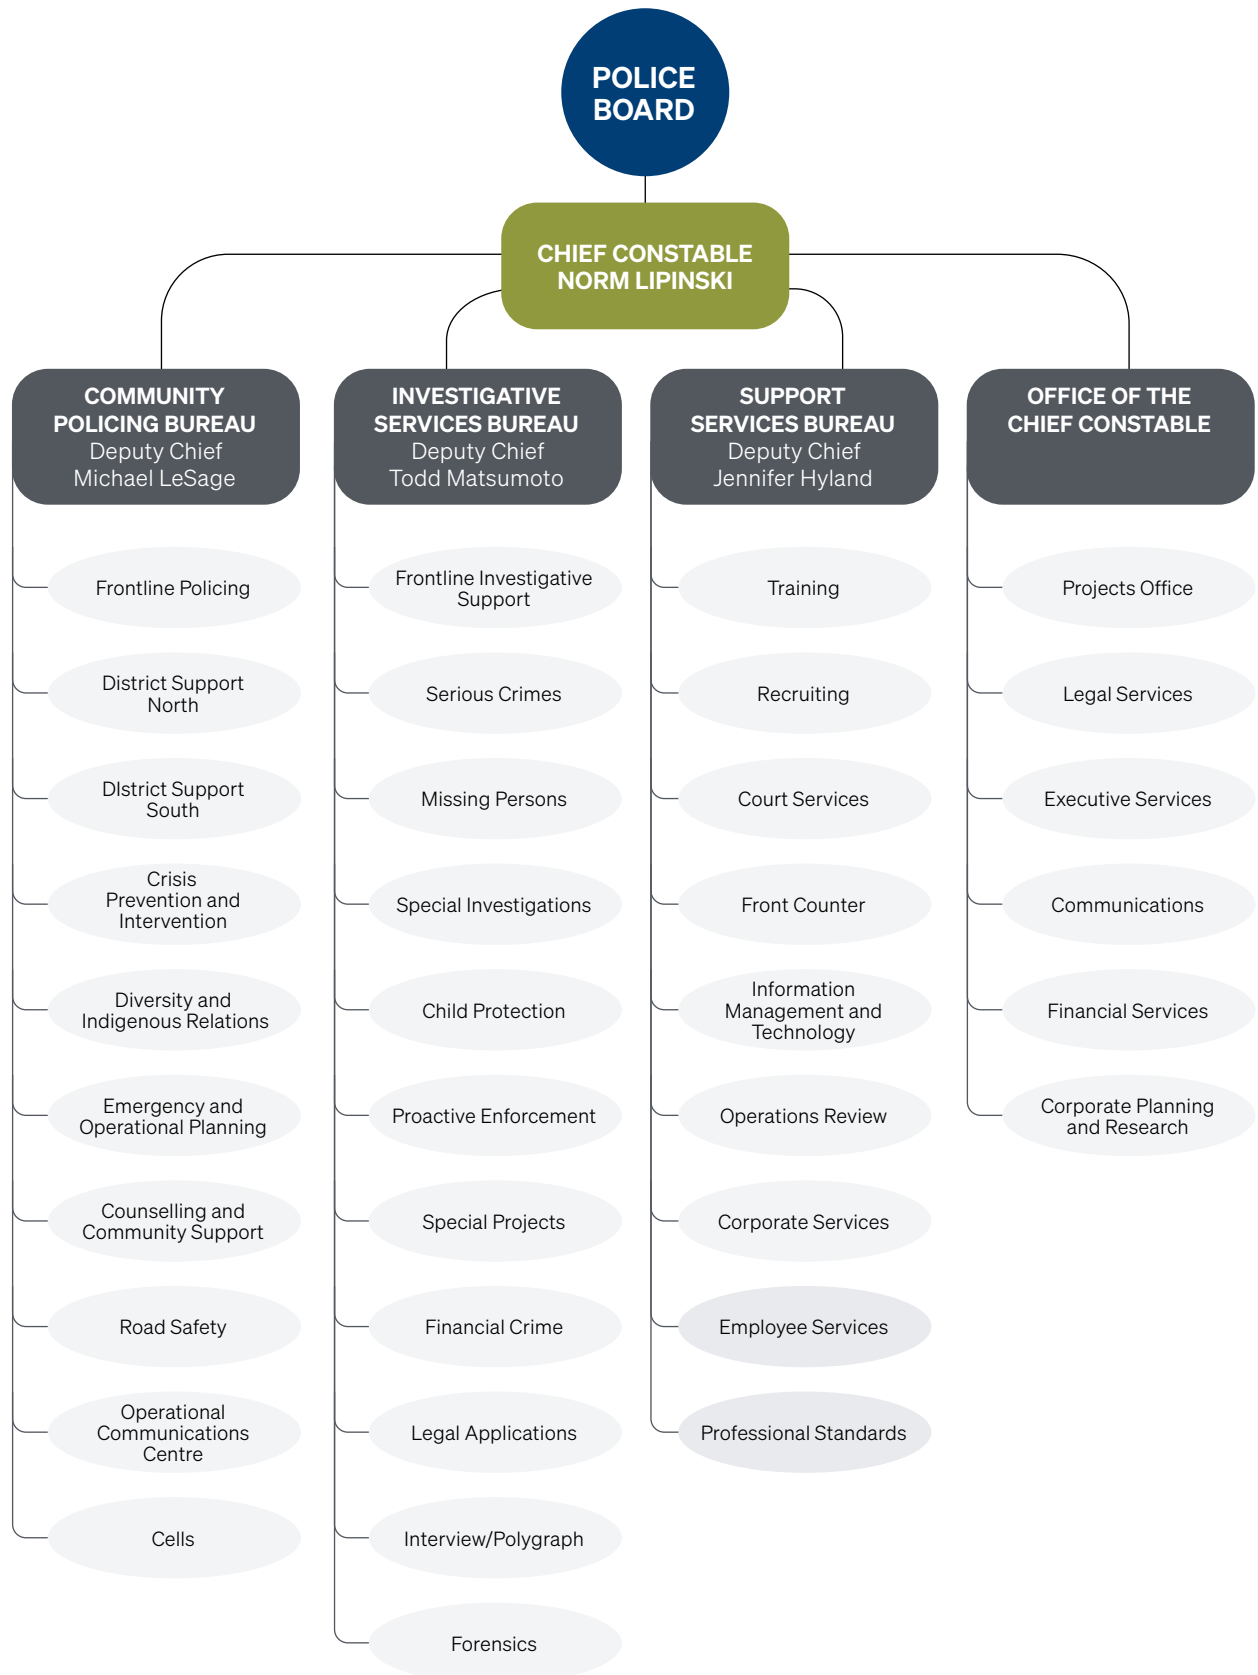 POLICE
BOARD
CHIEF CONSTABLE
NORM LIPINSKI
COMMUNITY
POLICING BUREAU
Deputy Chief
Michael LeSage
Frontline Policing
District Support
North
DIstrict Support
South
Crisis
Prevention and
Intervention
Diversity and
Indigenous Relations
Emergency and
Operational Planning
Counselling and
Community Support
Road Safety
Operational
Communications
Centre
Cells
INVESTIGATIVE
SERVICES BUREAU
Deputy Chief
Todd Matsumoto
Frontline Investigative
Support
Serious Crimes
Missing Persons
Special Investigations
Child Protection
Proactive Enforcement
Special Projects
Financial Crime
Legal Applications
Interview/Polygraph
Forensics
SUPPORT
SERVICES BUREAU
Deputy Chief
Jennifer Hyland
Training
Recruiting
Court Services
Front Counter
Information
Management and
Technology
Operations Review
Corporate Services
Employee Services
Professional Standards
OFFICE OF THE
CHIEF CONSTABLE
Projects Office
Legal Services
Executive Services
Communications
Financial Services
Corporate Planning
and Research